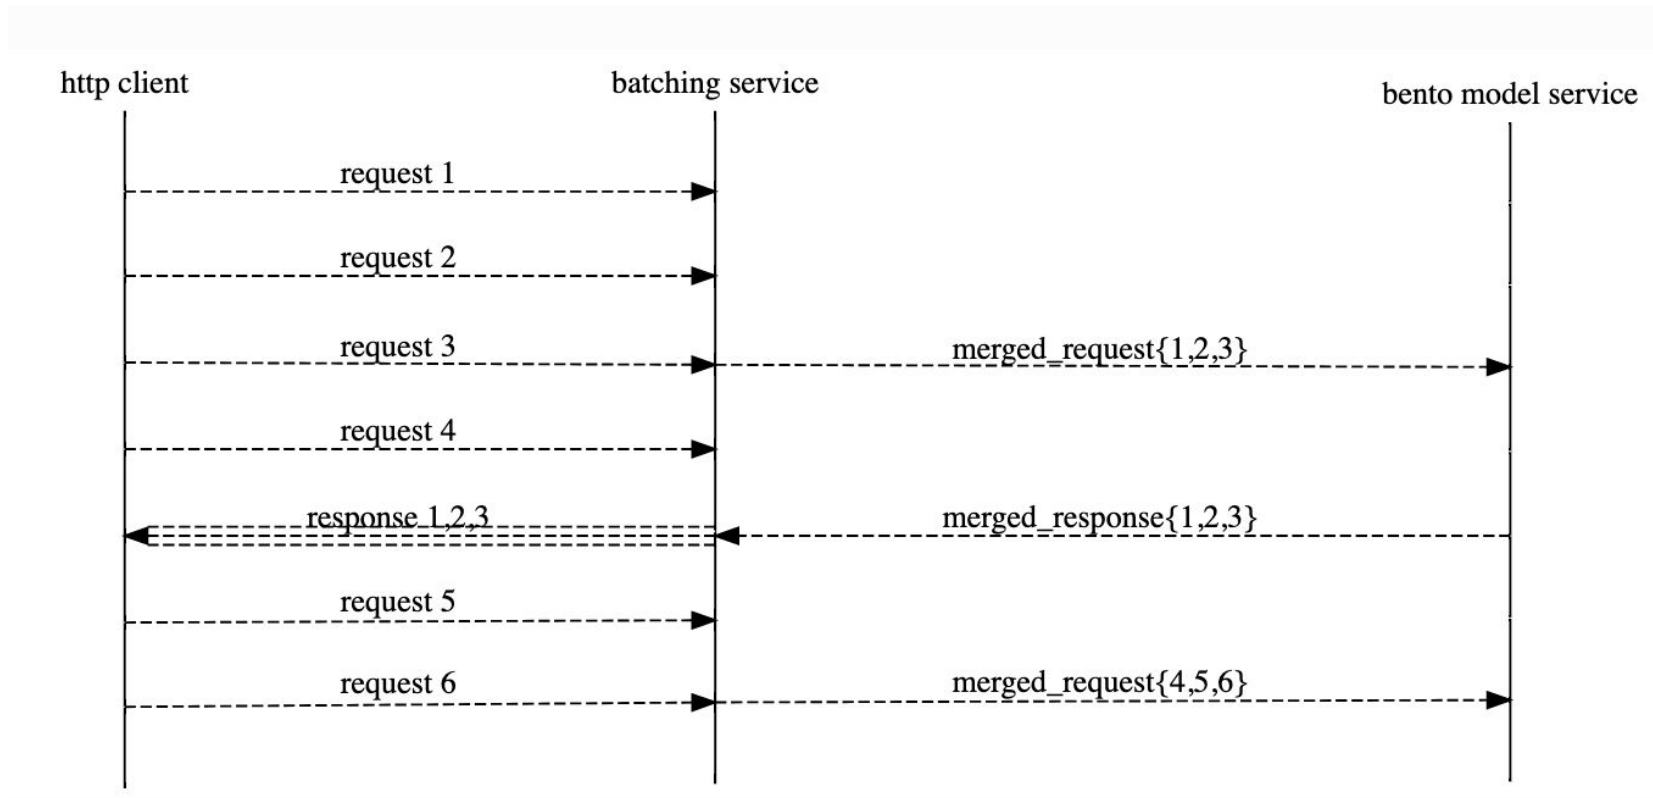 http client
batching service
bento model service
request 1
request 2
request 3
merged_request{1,2,3}
request 4
response 1,2,3
merged_response{1,2,3}
request 5
request 6
merged_request{4,5,6}